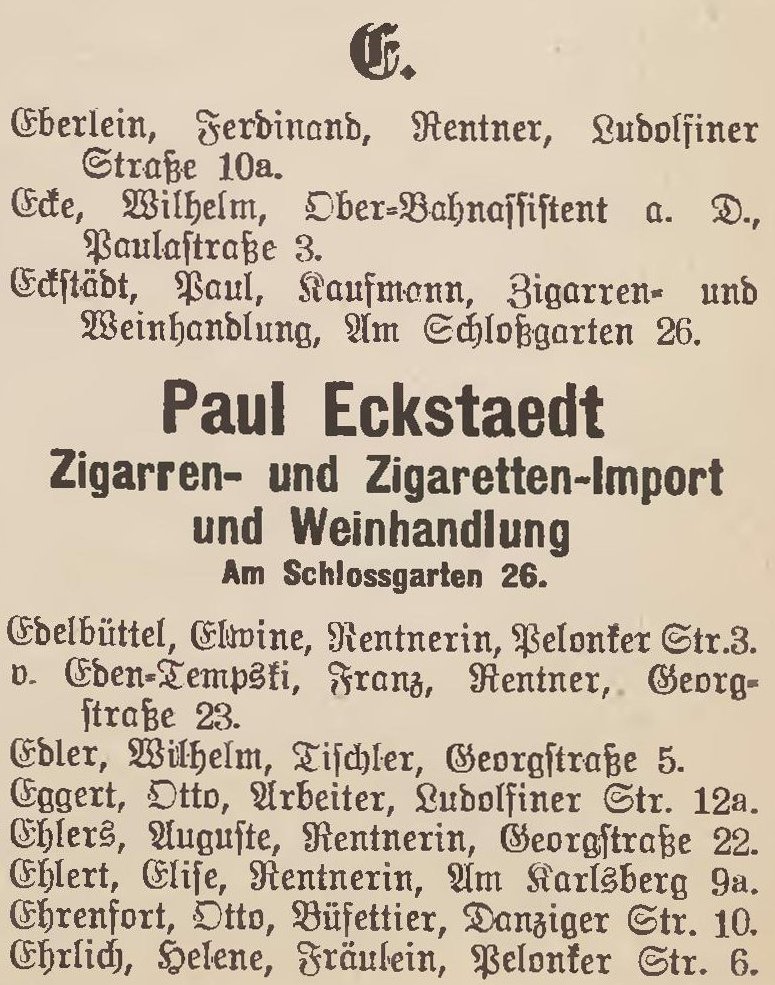 E.
Eberlein, Ferdinand, Rentner, Ludolfiner
Straße 10a.
Ecke, Wilhelm, Ober-Bahnassistent a. D.,
Paulastraße 3.
Eckstädt, Paul, Kaufmann, Zigarren- und
Weinhandlung, Am Schloßgarten 26.
Paul Eckstaedt
Zigarren- und Zigaretten-Import
und Weinhandlung
Am Schlossgarten 26.
Edelbüttel, Elwine, Rentnerin, Pelonker Str.3.
v. Eden-Tempski, Franz, Rentner, Georg-
straße 23.
Edler, Wilhelm, Tischler, Georgstraße 5.
Eggert, Otto, Arbeiter, Ludolfiner Str. 12a.
Ehlers, Auguste, Rentnerin, Georgstraße 22.
Ehlert, Elise, Rentnerin, Am Karlsberg 9a.
Ehrenfort, Otto, Büfettier, Danziger Str. 10.
Ehrlich, Helene, Fräulein, Pelonker Str. 6.